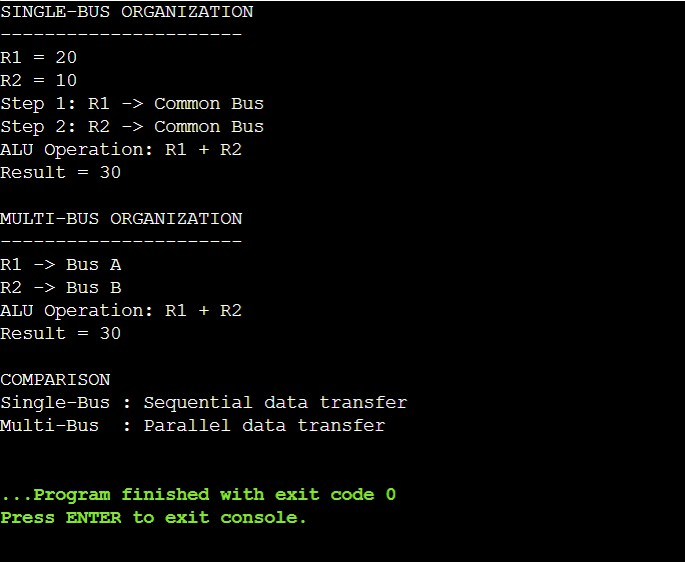 SINGLE-BUS ORGANIZATION
----------------------
R1 = 20
R2 = 10
Step 1: R1 -> Common Bus
Step 2: R2 -> Common Bus
ALU Operation: R1 + R2
Result = 30
MULTI-BUS ORGANIZATION
----------------------
R1 -> Bus A
R2 -> Bus B
ALU Operation: R1 + R2
Result = 30
COMPARISON
Single-Bus : Sequential data transfer
Multi-Bus  : Parallel data transfer
...Program finished with exit code 0
Press ENTER to exit console.